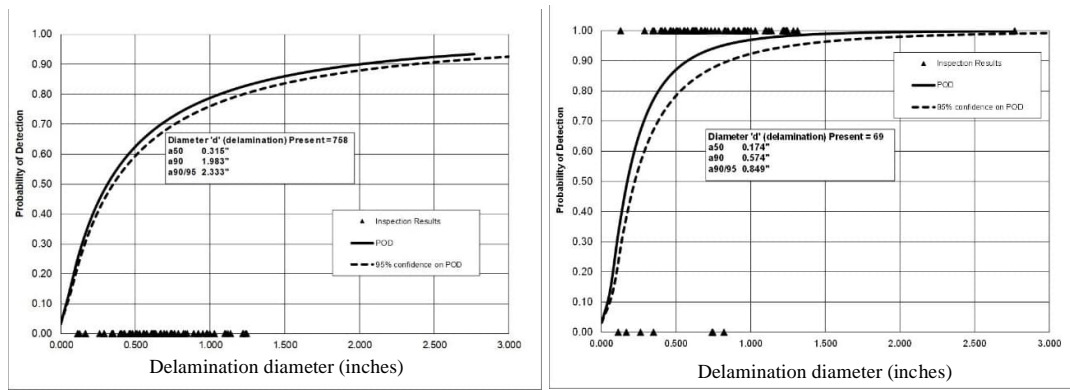 1.00
0.90
0.80
0.70
0.60
0.50
0.40
0.30
0.20
0.10
0.00
Probability of Detection
Diameter 'd' (delamination) Present = 758
a50 0.315"
a90 1.983"
a90/95 2.333"
Inspection Results
POD
95% confidence on POD
0.000 0.500 1.000 1.500 2.000 2.500 3.000
Delamination diameter (inches)
1.00
0.90
0.80
0.70
0.60
0.50
0.40
0.30
0.20
0.10
0.00
Probability of Detection
Inspection Results
POD
95% confidence on POD
Diameter 'd' (delamination) Present = 69
a50 0.174"
a90 0.574"
a90/95 0.849"
0.000 0.500 1.000 1.500 2.000 2.500 3.000
Delamination diameter (inches)